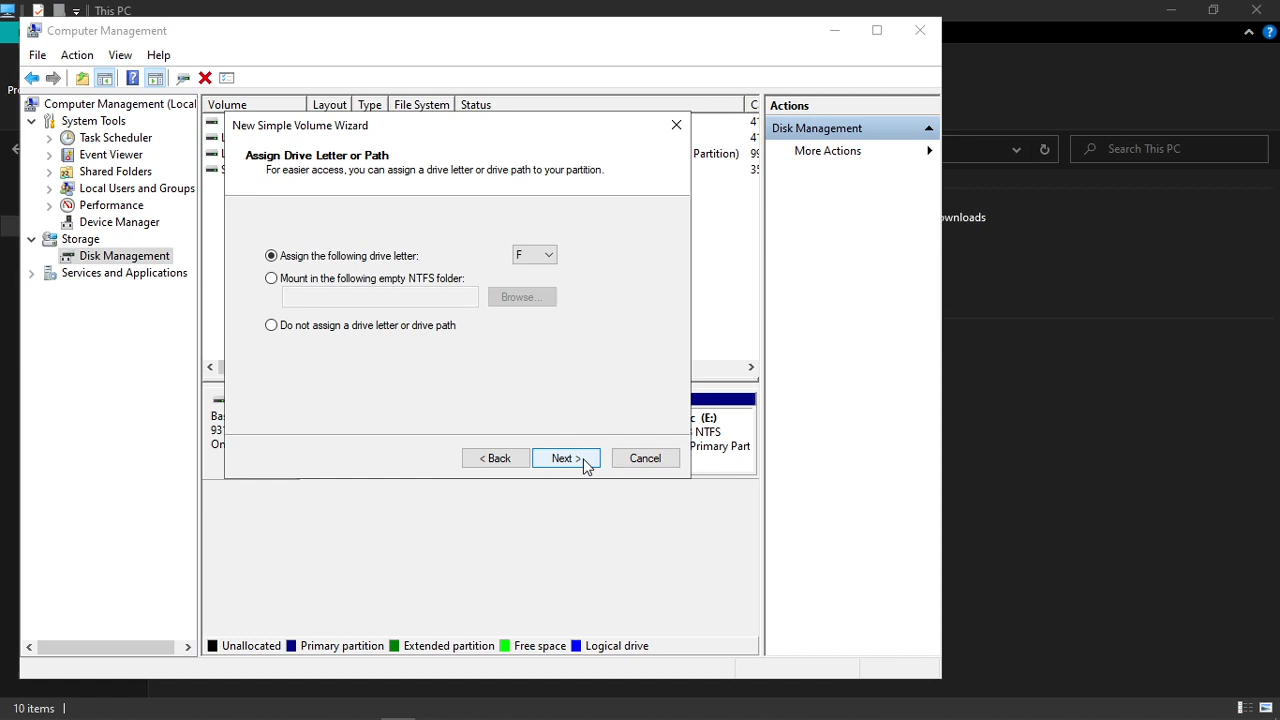 This PC
Computer Management
File Action View Help
Computer Management (Local
System Tools
Task Scheduler
Event Viewer
Shared Folders
Local Users and Groups
Performance
Device Manager
Storage
Disk Management
Services and Applications
Volume Layout Type File System Status C
Partition)
New Simple Volume Wizard
Assign Drive Letter or Path
For easier access, you can assign a drive letter or drive path to your partition.
Assign the following drive letter: F
Mount in the following empty NTFS folder:
Browse...
Do not assign a drive letter or drive path
< Back Next > Cancel
Bas
931
On
(E:)
NTFS
Primary Part
Unallocated Primary partition Extended partition Free space Logical drive
Actions
Disk Management
More Actions
Search This PC
ownloads
10 items